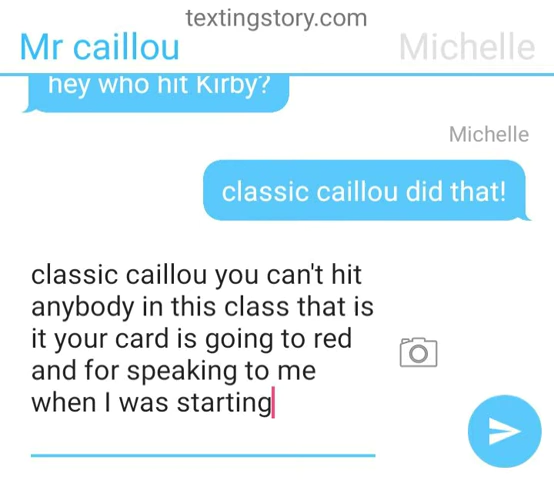 textingstory.com
Mr caillou
Michelle
hey who hit Kirby?
Michelle
classic caillou did that!
classic caillou you can't hit
anybody in this class that is
it your card is going to red
and for speaking to me
when I was starting